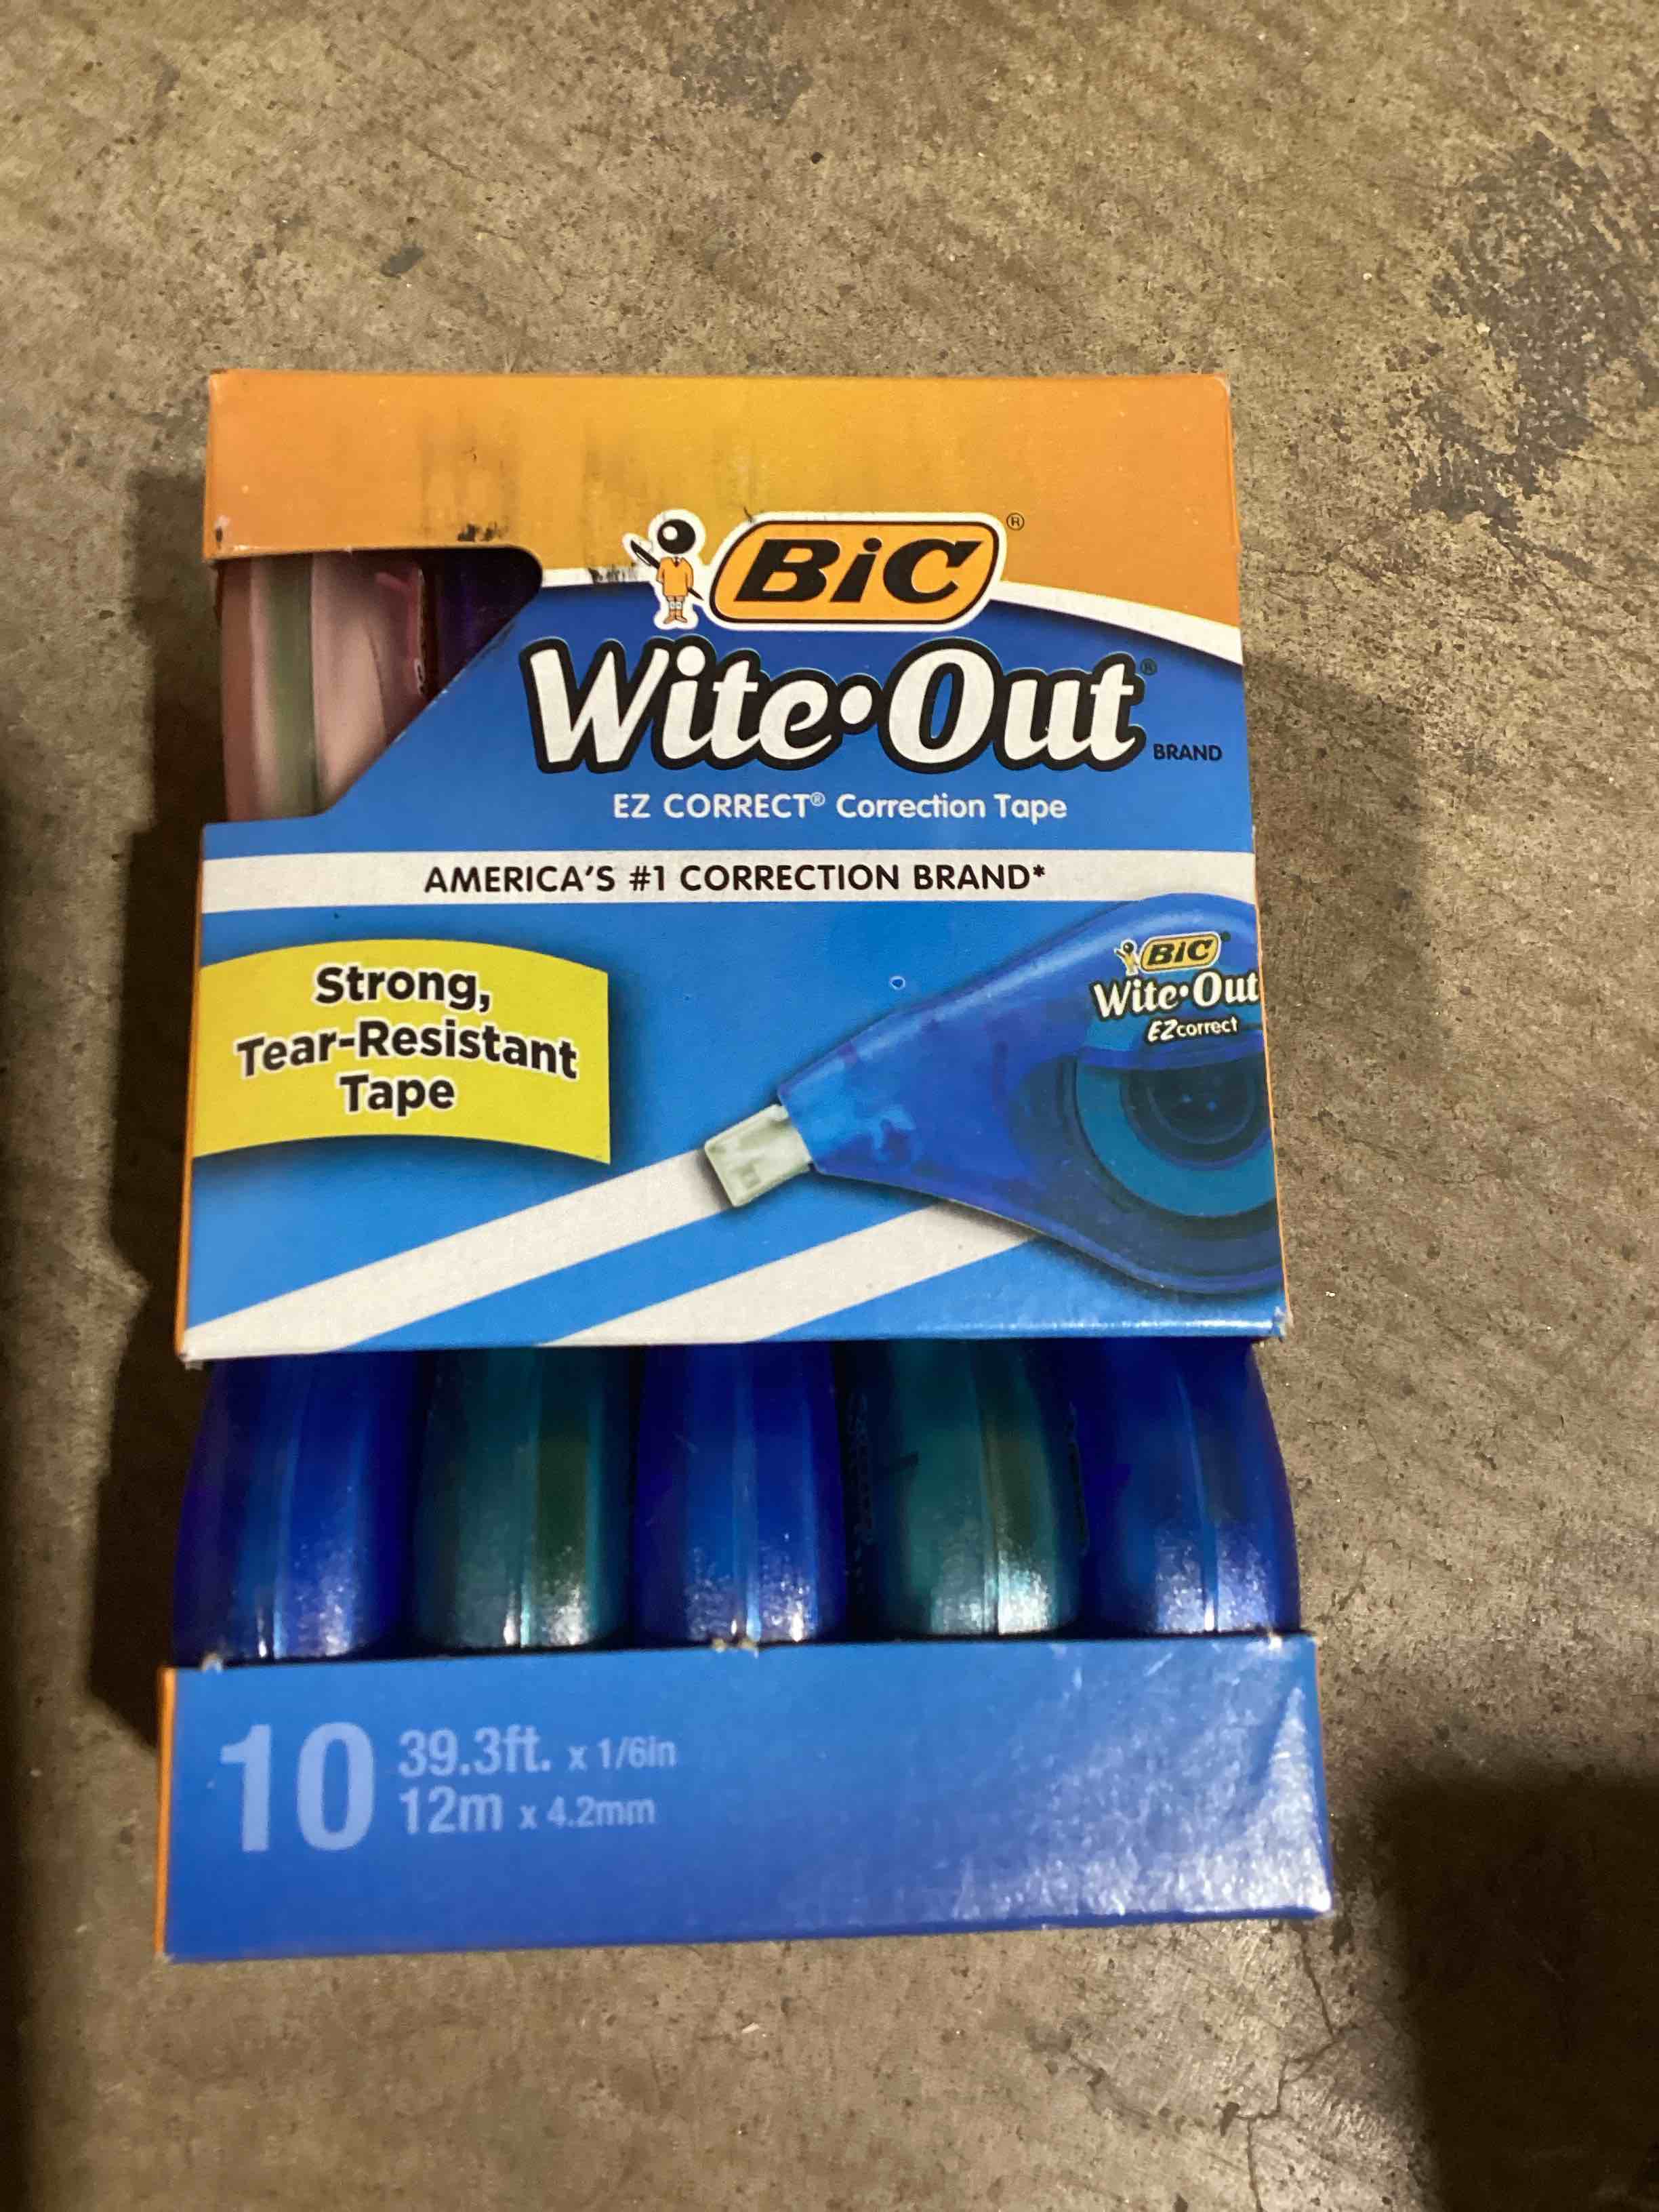 BiC®
Wite•Out®
BRAND
EZ CORRECT® Correction Tape
AMERICA'S #1 CORRECTION BRAND*
BiC
Wite•Out
EZcorrect
Strong,
Tear-Resistant
Tape
10
39.3ft. x 1/6in
12m x 4.2mm